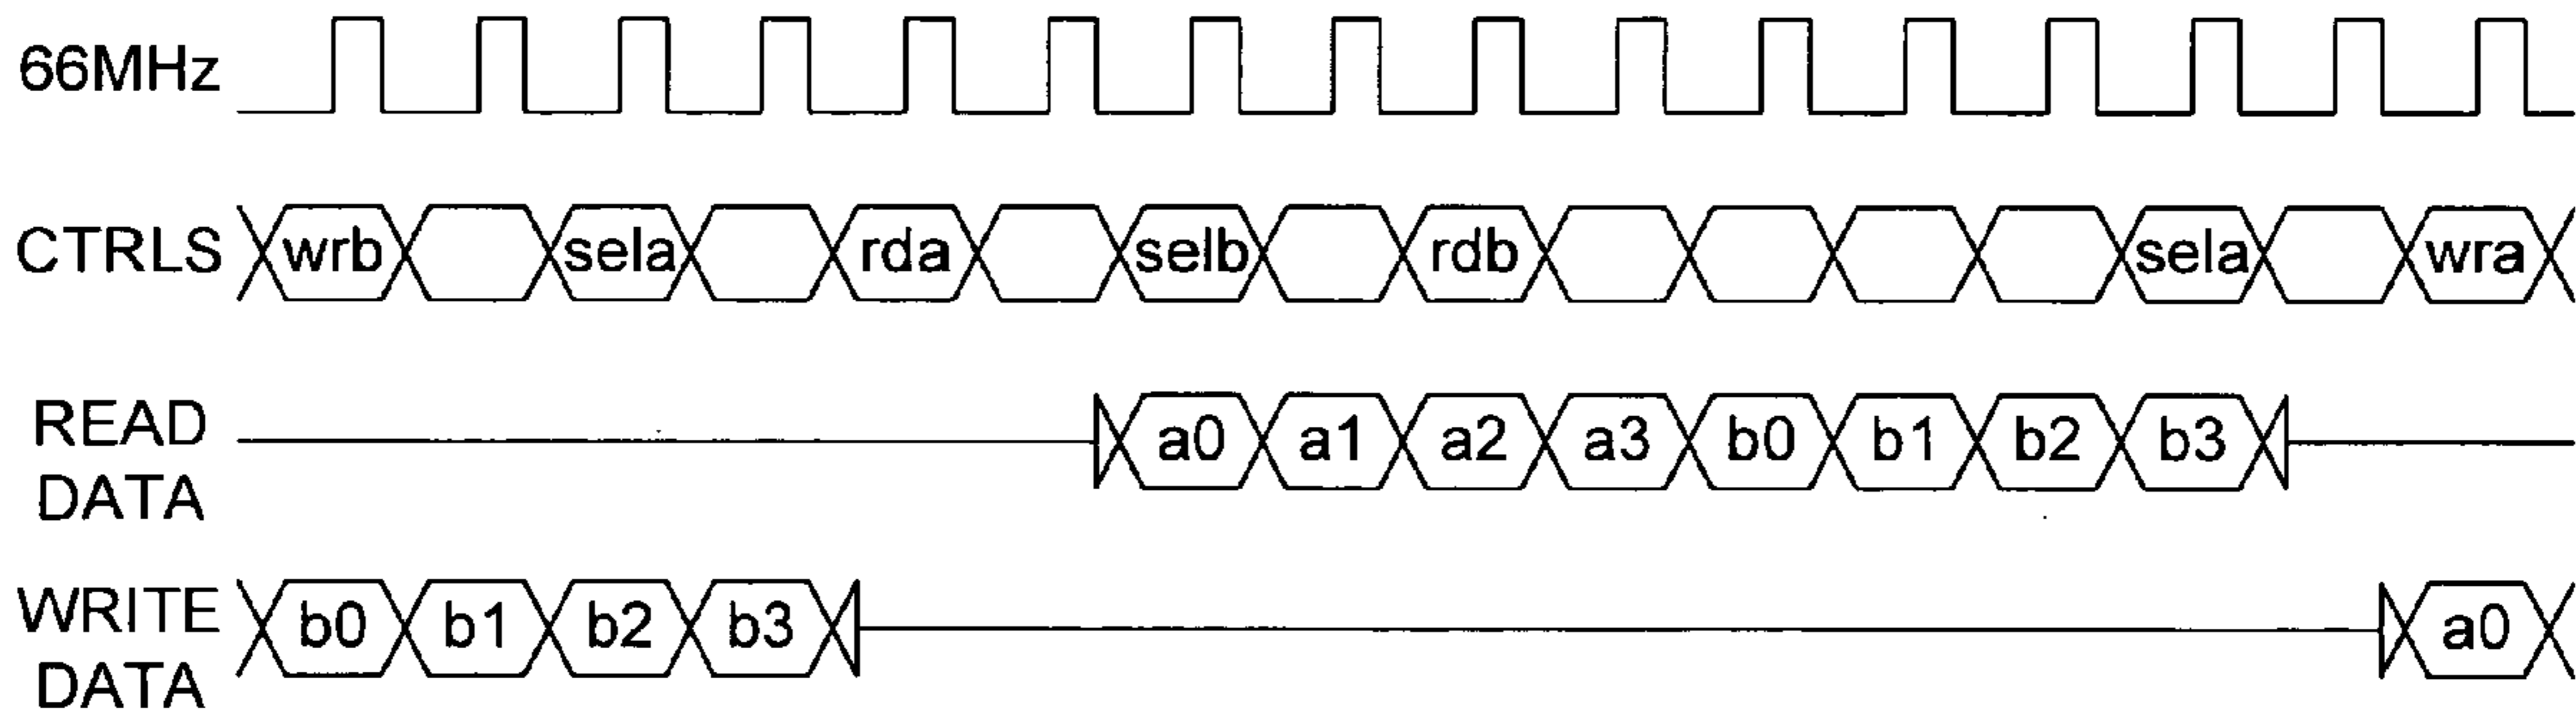 66MHz
CTRLS wrb sela rda selb rdb sela wra
READ DATA a0 a1 a2 a3 b0 b1 b2 b3
WRITE DATA b0 b1 b2 b3 a0